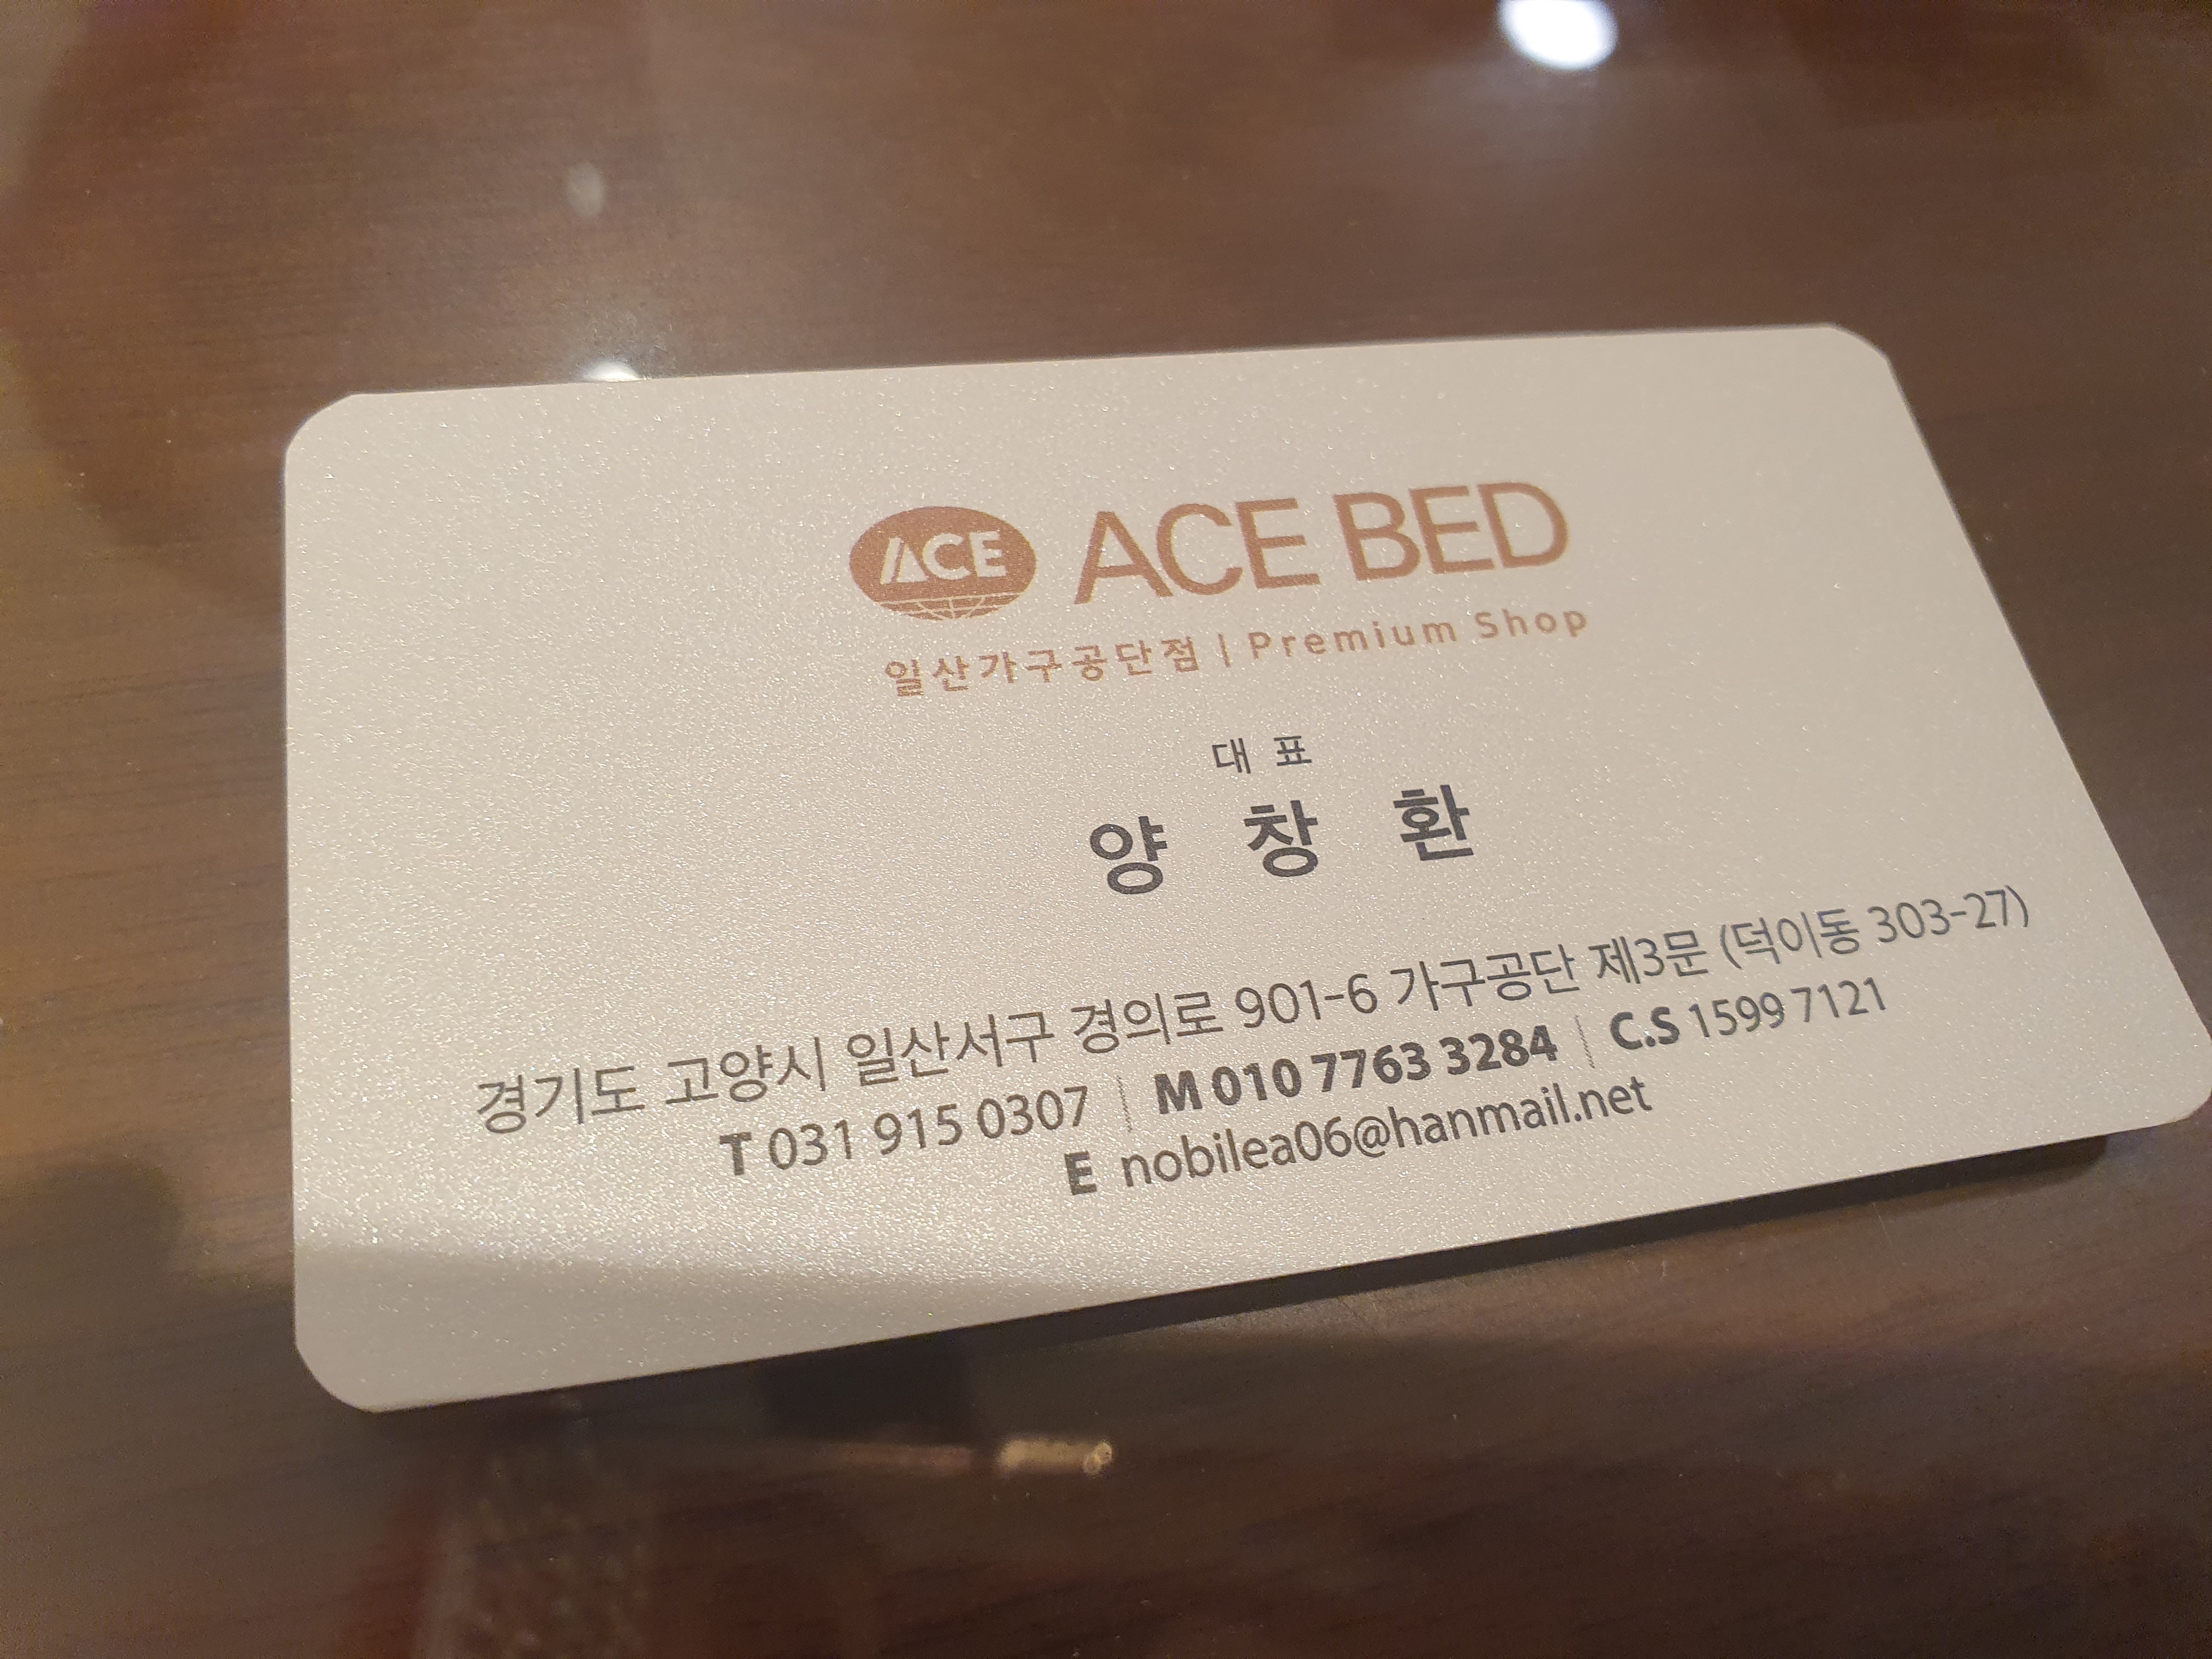 ACE ACE BED
일산가구공단점 | Premium Shop
대 표
양 창 환
경기도 고양시 일산서구 경의로 901-6 가구공단 제3문 (덕이동 303-27)
T 031 915 0307 | M 010 7763 3284 | C.S 1599 7121
E nobilea06@hanmail.net